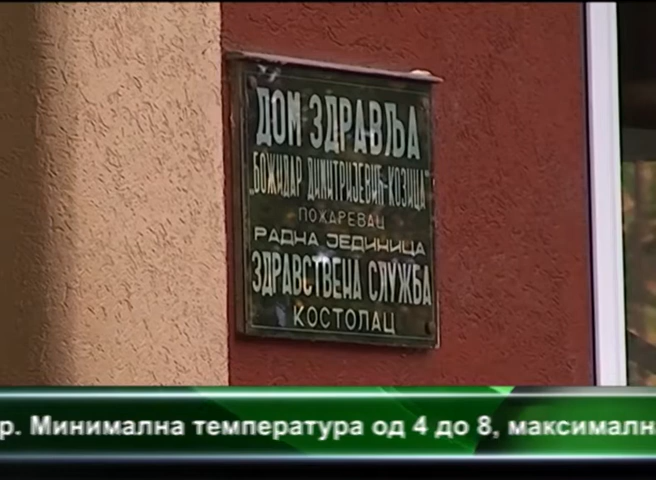 ДОМ ЗДРАВЉА
„БОЖИДАР ДИМИТРИЈЕВИЋ-КОЗИЦА"
ПОЖАРЕВАЦ
РАДНА ЈЕДИНИЦА
ЗДРАВСТВЕНА СЛУЖБА
КОСТОЛАЦ
р. Минимална температура од 4 до 8, максимална